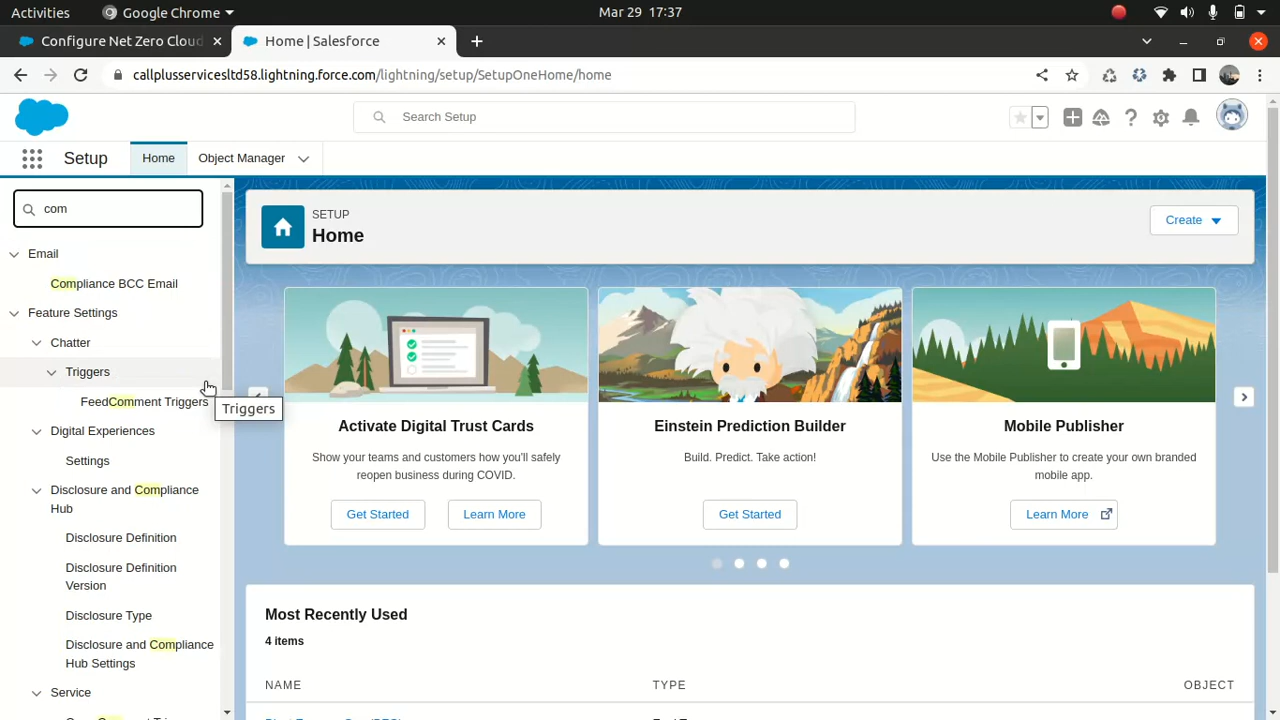 Activities Google Chrome Mar 29 17:37
Configure Net Zero Cloud Home | Salesforce
callplusservicesltd58.lightning.force.com/lightning/setup/SetupOneHome/home
Search Setup
Setup Home Object Manager
com
Email
Compliance BCC Email
Feature Settings
Chatter
Triggers
FeedComment Triggers
Triggers
Digital Experiences
Settings
Disclosure and Compliance
Hub
Disclosure Definition
Disclosure Definition
Version
Disclosure Type
Disclosure and Compliance
Hub Settings
Service
SETUP
Home
Create
Activate Digital Trust Cards
Show your teams and customers how you'll safely
reopen business during COVID.
Get Started Learn More
Einstein Prediction Builder
Build. Predict. Take action!
Get Started
Mobile Publisher
Use the Mobile Publisher to create your own branded
mobile app.
Learn More
Most Recently Used
4 items
NAME TYPE OBJECT